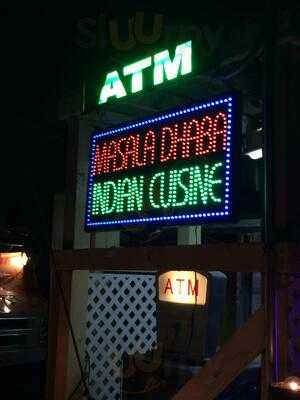 ATM
MASALA DHABA
INDIAN CUISINE
ATM